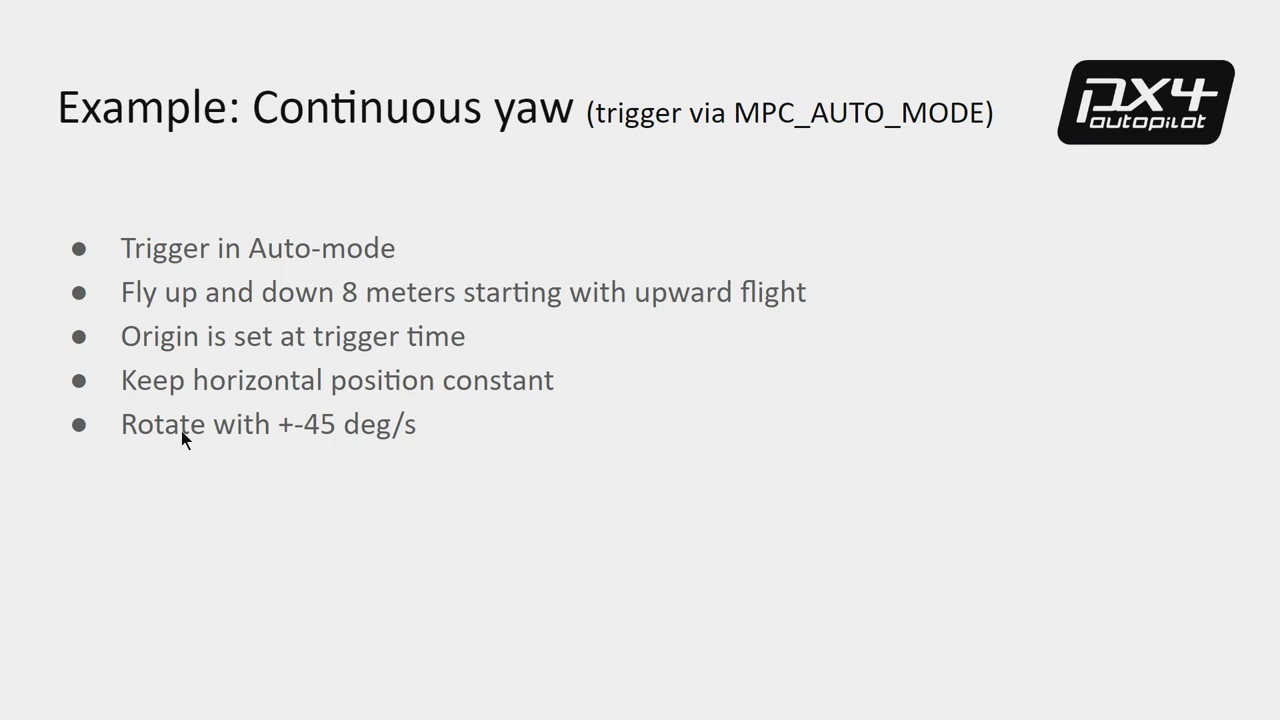 Example: Continuous yaw (trigger via MPC_AUTO_MODE)
px4
autopilot
● Trigger in Auto-mode
● Fly up and down 8 meters starting with upward flight
● Origin is set at trigger time
● Keep horizontal position constant
● Rotate with +-45 deg/s